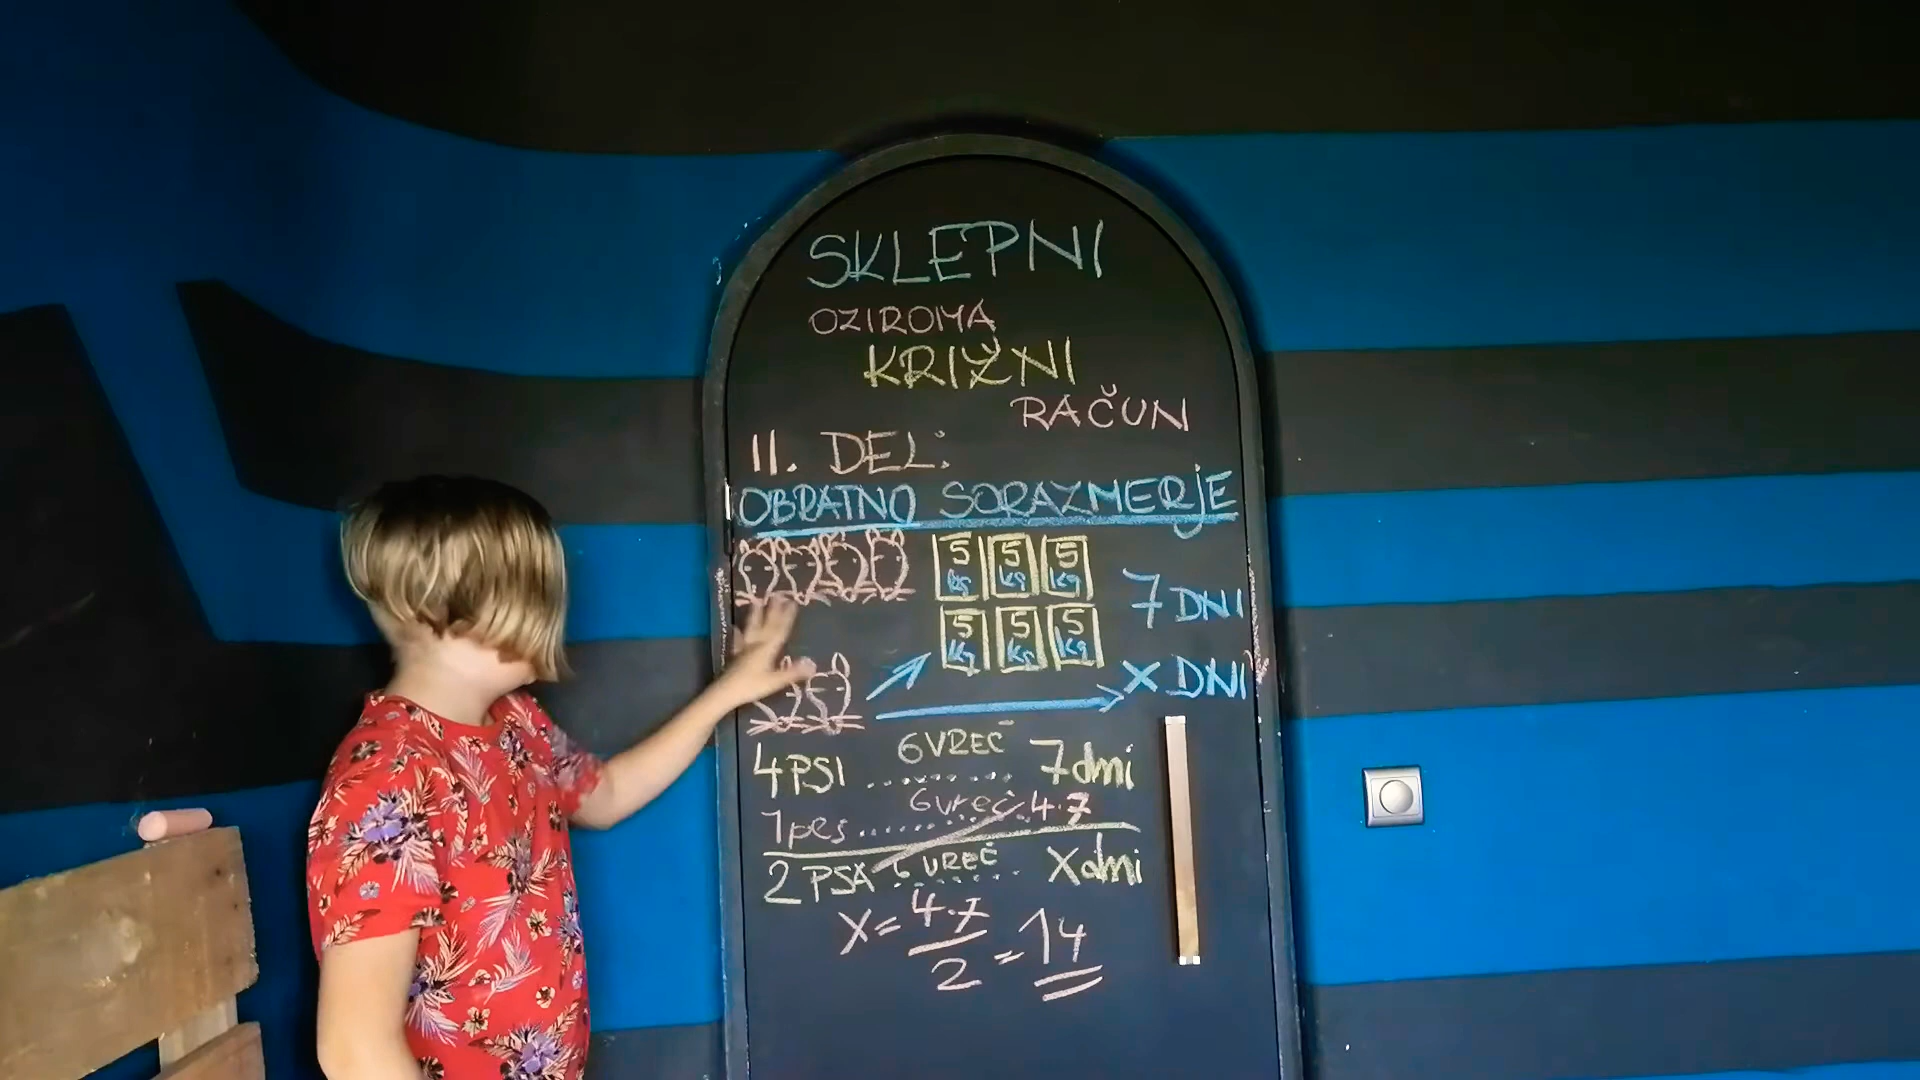 SKLEPNI
OZIROMA
KRIŽNI
RAČUN
II. DEL:
OBRATNO SORAZMERJE
5 kg 5 kg 5 kg
7 DNI
5 kg 5 kg 5 kg
X DNI
4 PSI ........ 6 VREČ 7 dni
1 pes ........ 6 vreč 4·7
2 PSA ........ 6 VREČ X dni
X = 4·7 / 2 = 14